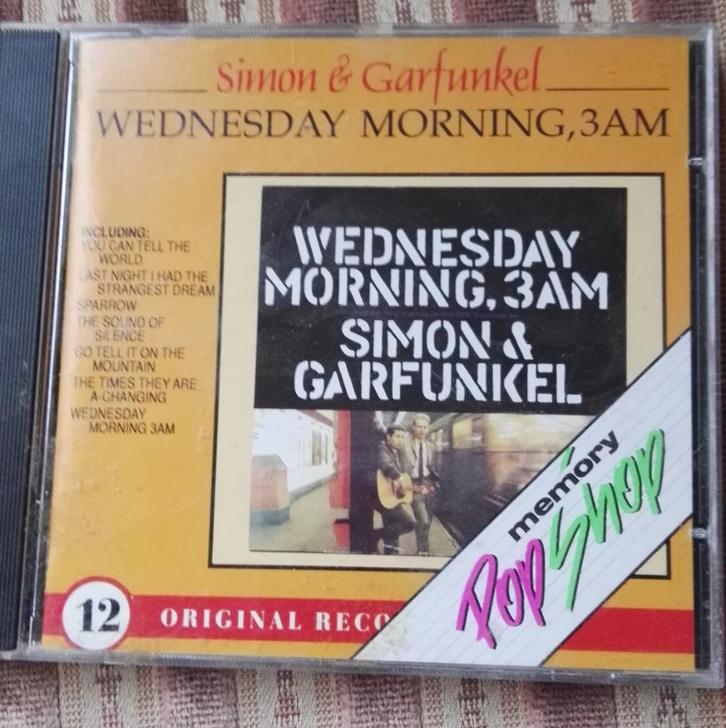 Simon & Garfunkel
WEDNESDAY MORNING, 3AM
INCLUDING:
YOU CAN TELL THE
WORLD
LAST NIGHT I HAD THE
STRANGEST DREAM
SPARROW
THE SOUND OF
SILENCE
GO TELL IT ON THE
MOUNTAIN
THE TIMES THEY ARE
A-CHANGING
WEDNESDAY
MORNING 3AM
WEDNESDAY
MORNING, 3AM
SIMON &
GARFUNKEL
memory
Pop Shop
12 ORIGINAL RECO